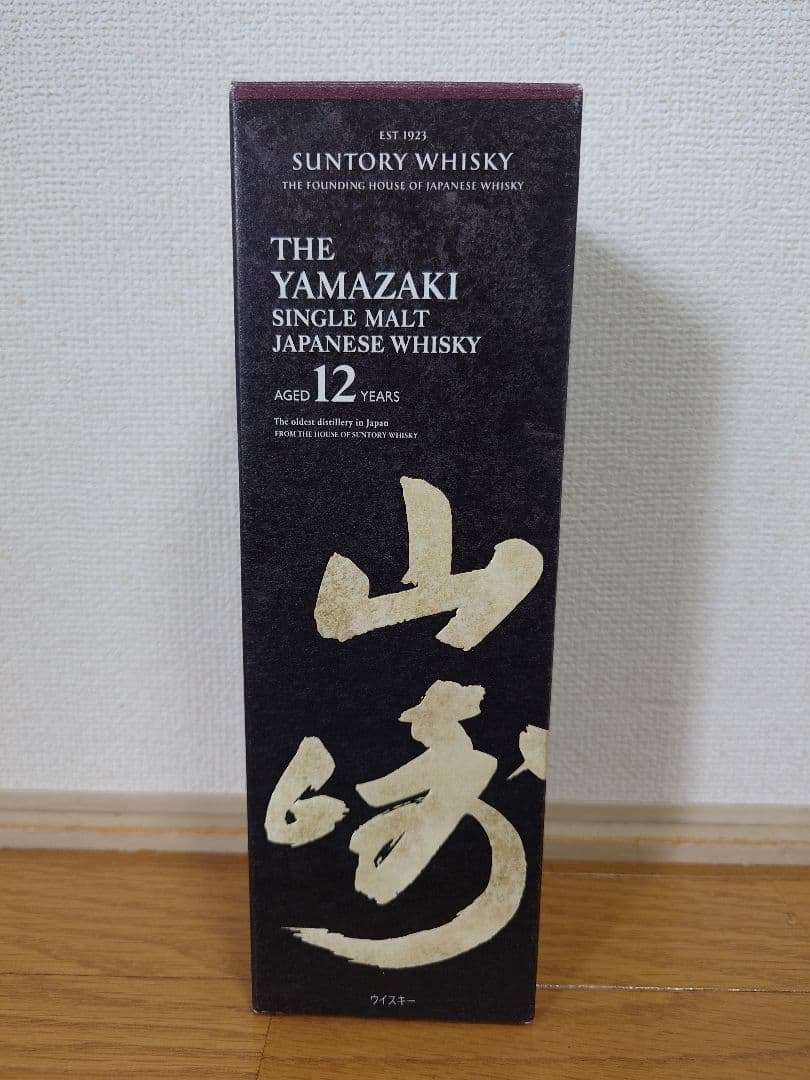 EST 1923
SUNTORY WHISKY
THE FOUNDING HOUSE OF JAPANESE WHISKY
THE
YAMAZAKI
SINGLE MALT
JAPANESE WHISKY
AGED 12 YEARS
The oldest distillery in Japan
FROM THE HOUSE OF SUNTORY WHISKY
山
崎
ウイスキー